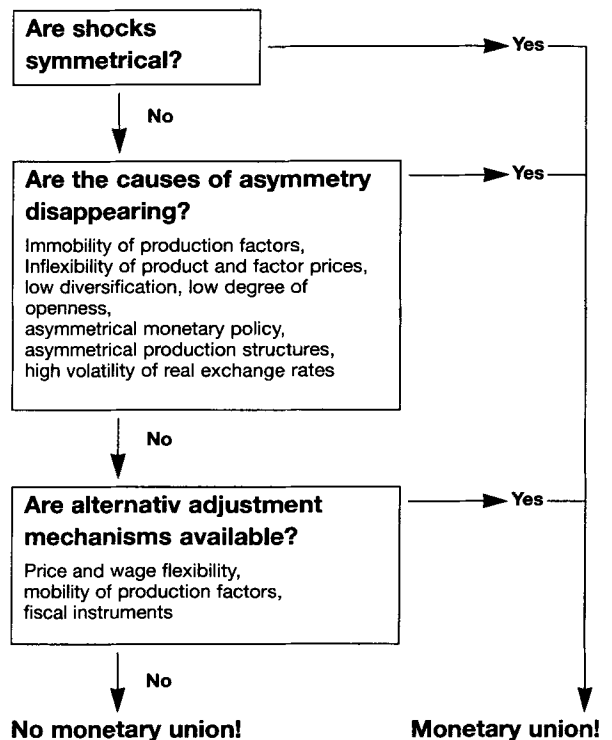 Are shocks
symmetrical?
Yes
No
Are the causes of asymmetry
disappearing?
Immobility of production factors,
Inflexibility of product and factor prices,
low diversification, low degree of
openness,
asymmetrical monetary policy,
asymmetrical production structures,
high volatility of real exchange rates
Yes
No
Are alternativ adjustment
mechanisms available?
Price and wage flexibility,
mobility of production factors,
fiscal instruments
Yes
No
No monetary union!
Monetary union!